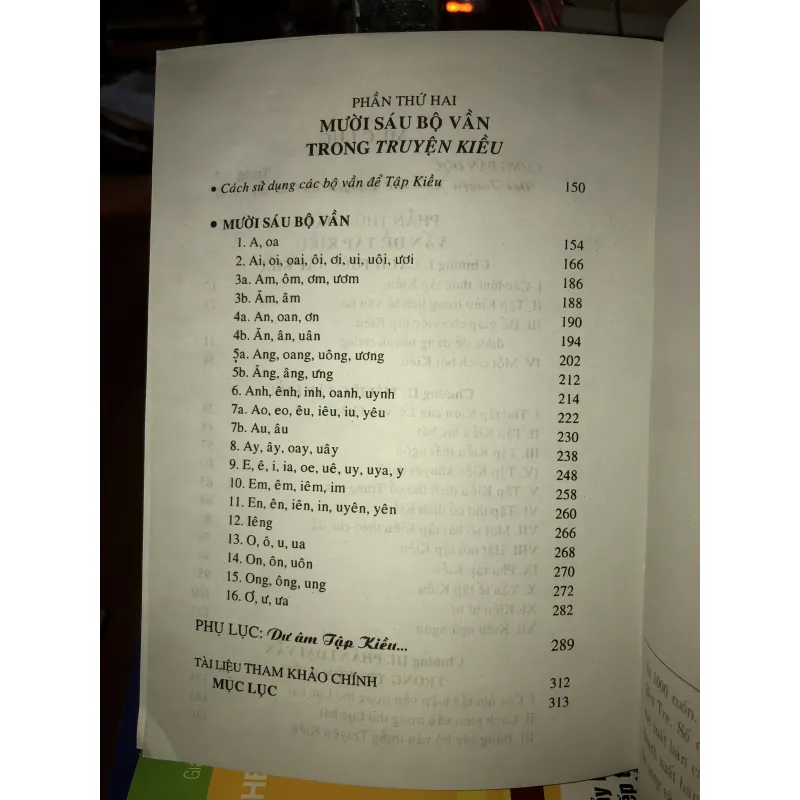 PHẦN THỨ HAI
MƯỜI SÁU BỘ VẦN
TRONG TRUYỆN KIỀU
• Cách sử dụng các bộ vần để Tập Kiều 150
• MƯỜI SÁU BỘ VẦN
1. A, oa 154
2. Ai, oi, oai, ôi, ơi, ui, uôi, ươi 166
3a. Am, ôm, ơm, ươm 186
3b. Ăm, âm 188
4a. An, oan, ơn 190
4b. Ăn, ân, uân 194
5a. Ang, oang, uông, ương 202
5b. Ăng, âng, ưng 212
6. Anh, ênh, inh, oanh, uynh 214
7a. Ao, eo, êu, iêu, iu, yêu 222
7b. Au, âu 230
8. Ay, ây, oay, uây 238
9. E, ê, i, ia, oe, uê, uy, uya, y 248
10. Em, êm, iêm, im 258
11. En, ên, iên, in, uyên, yên 260
12. Iêng 266
13. O, ô, u, ua 268
14. On, ôn, uôn 270
15. Ong, ông, ung 272
16. Ơ, ư, ưa 282
PHỤ LỤC: Dư âm Tập Kiều... 289
TÀI LIỆU THAM KHẢO CHÍNH 312
MỤC LỤC 313
1000 cuốn,
Bến Tre. Số